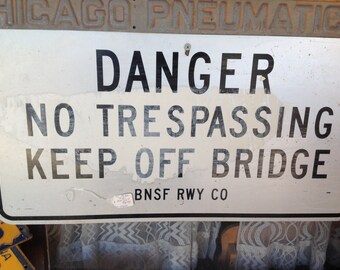 CHICAGO PNEUMATIC
DANGER
NO TRESPASSING
KEEP OFF BRIDGE
BNSF RWY CO